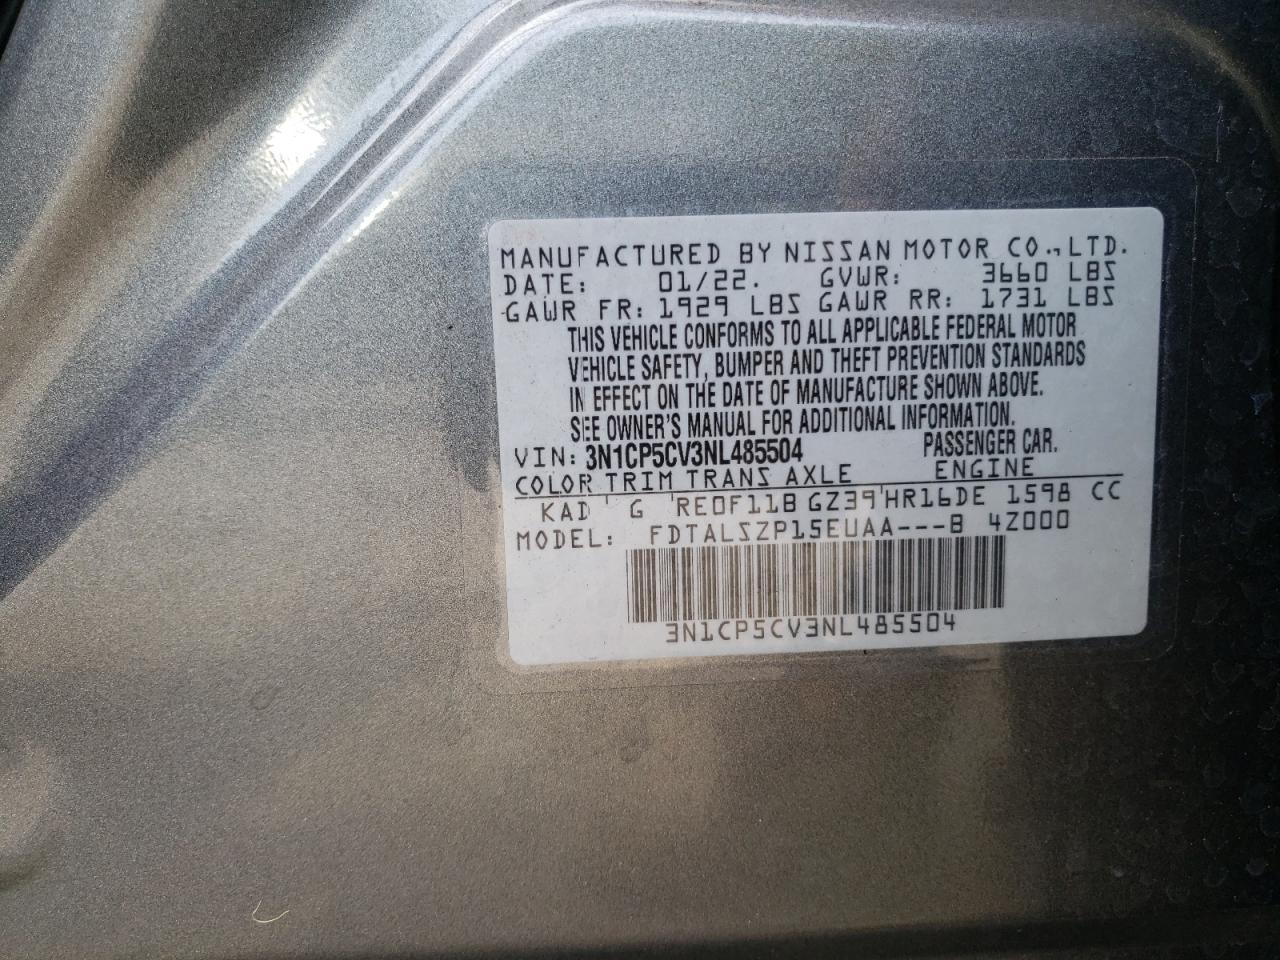 MANUFACTURED BY NISSAN MOTOR CO., LTD.
DATE: 01/22. GVWR: 3660 LBS
GAWR FR: 1929 LBS GAWR RR: 1731 LBS
THIS VEHICLE CONFORMS TO ALL APPLICABLE FEDERAL MOTOR
VEHICLE SAFETY, BUMPER AND THEFT PREVENTION STANDARDS
IN EFFECT ON THE DATE OF MANUFACTURE SHOWN ABOVE.
SEE OWNER'S MANUAL FOR ADDITIONAL INFORMATION.
VIN: 3N1CP5CV3NL485504 PASSENGER CAR.
COLOR TRIM TRANS AXLE ENGINE
KAD G RE0F11B GZ39 HR16DE 1598 CC
MODEL: FDTALSZP15EUAA---B 4Z000
3N1CP5CV3NL485504